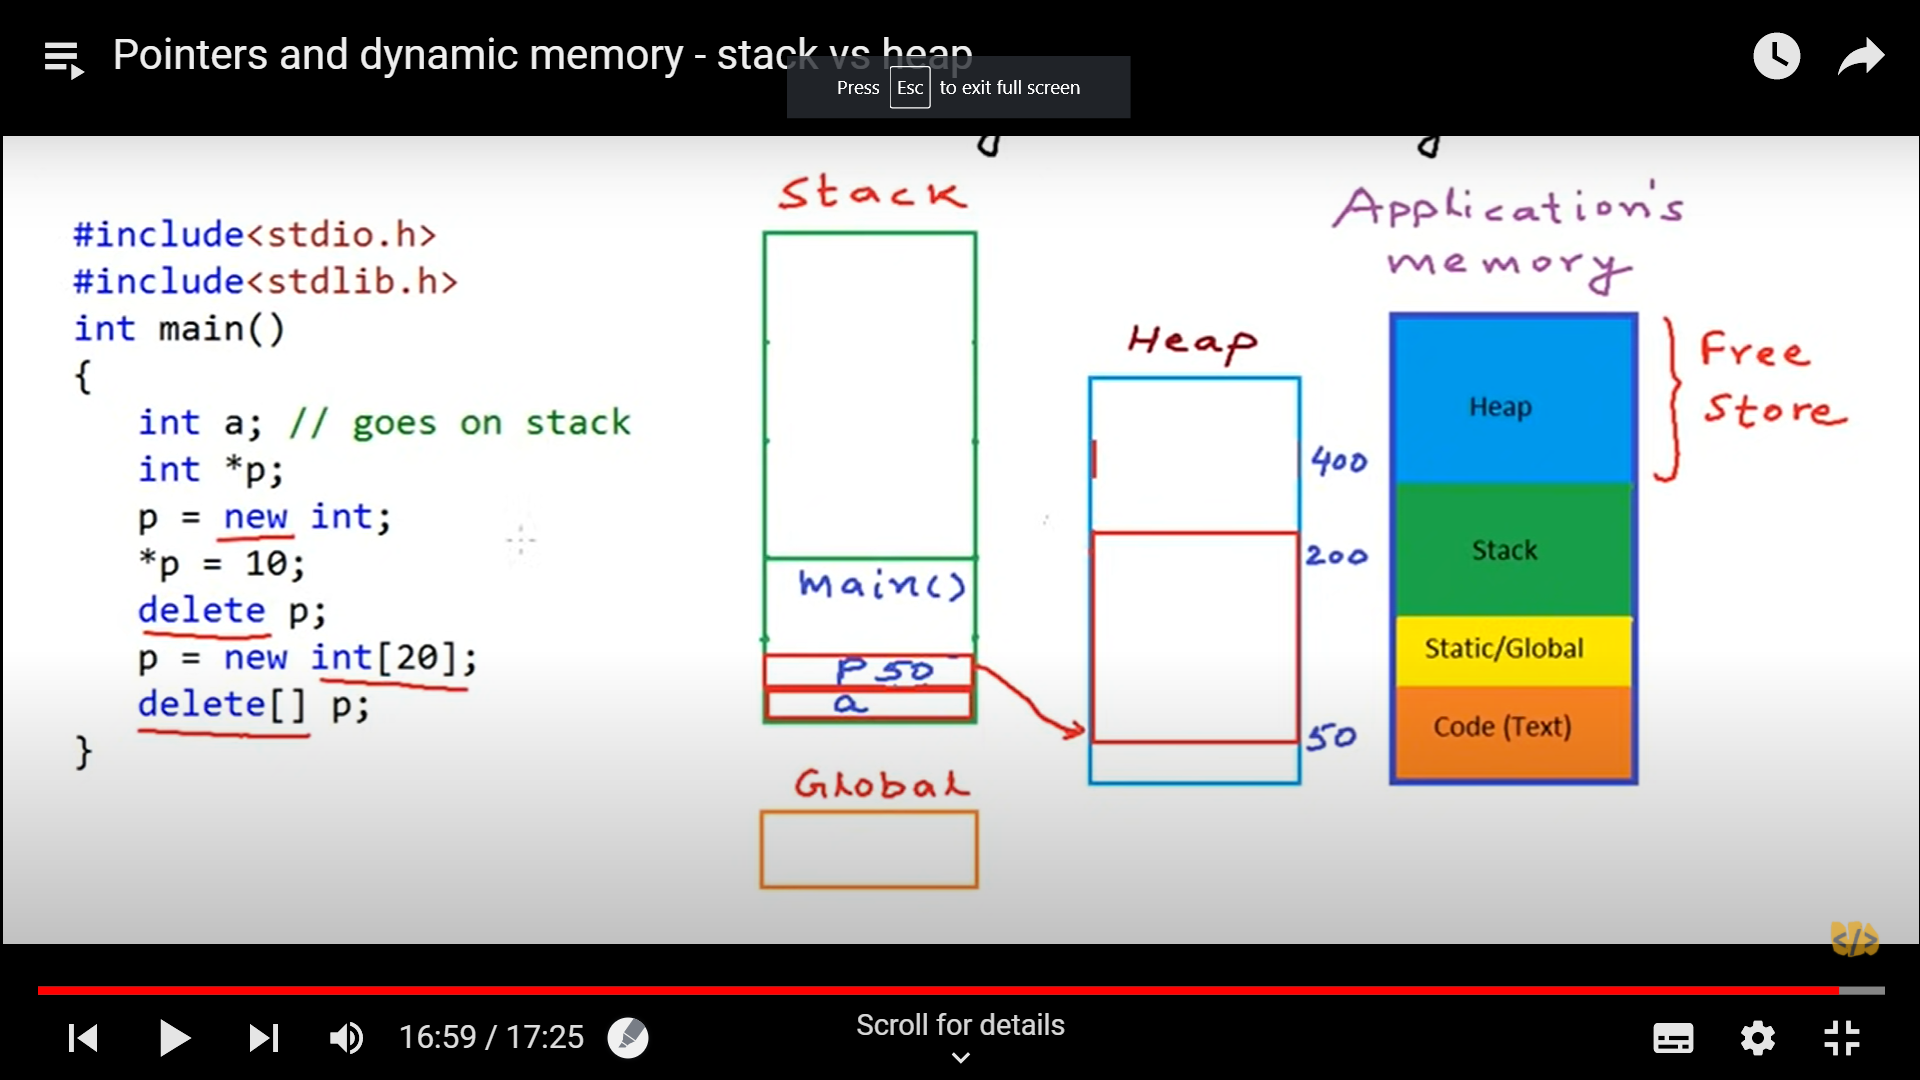 Pointers and dynamic memory - stack vs heap
Press Esc to exit full screen
#include<stdio.h>
#include<stdlib.h>
int main()
{
int a; // goes on stack
int *p;
p = new int;
*p = 10;
delete p;
p = new int[20];
delete[] p;
}
Stack
main()
P 50
a
Global
Heap
400
200
50
Application's
memory
Heap
Stack
Static/Global
Code (Text)
Free
Store
</>
16:59 / 17:25
Scroll for details